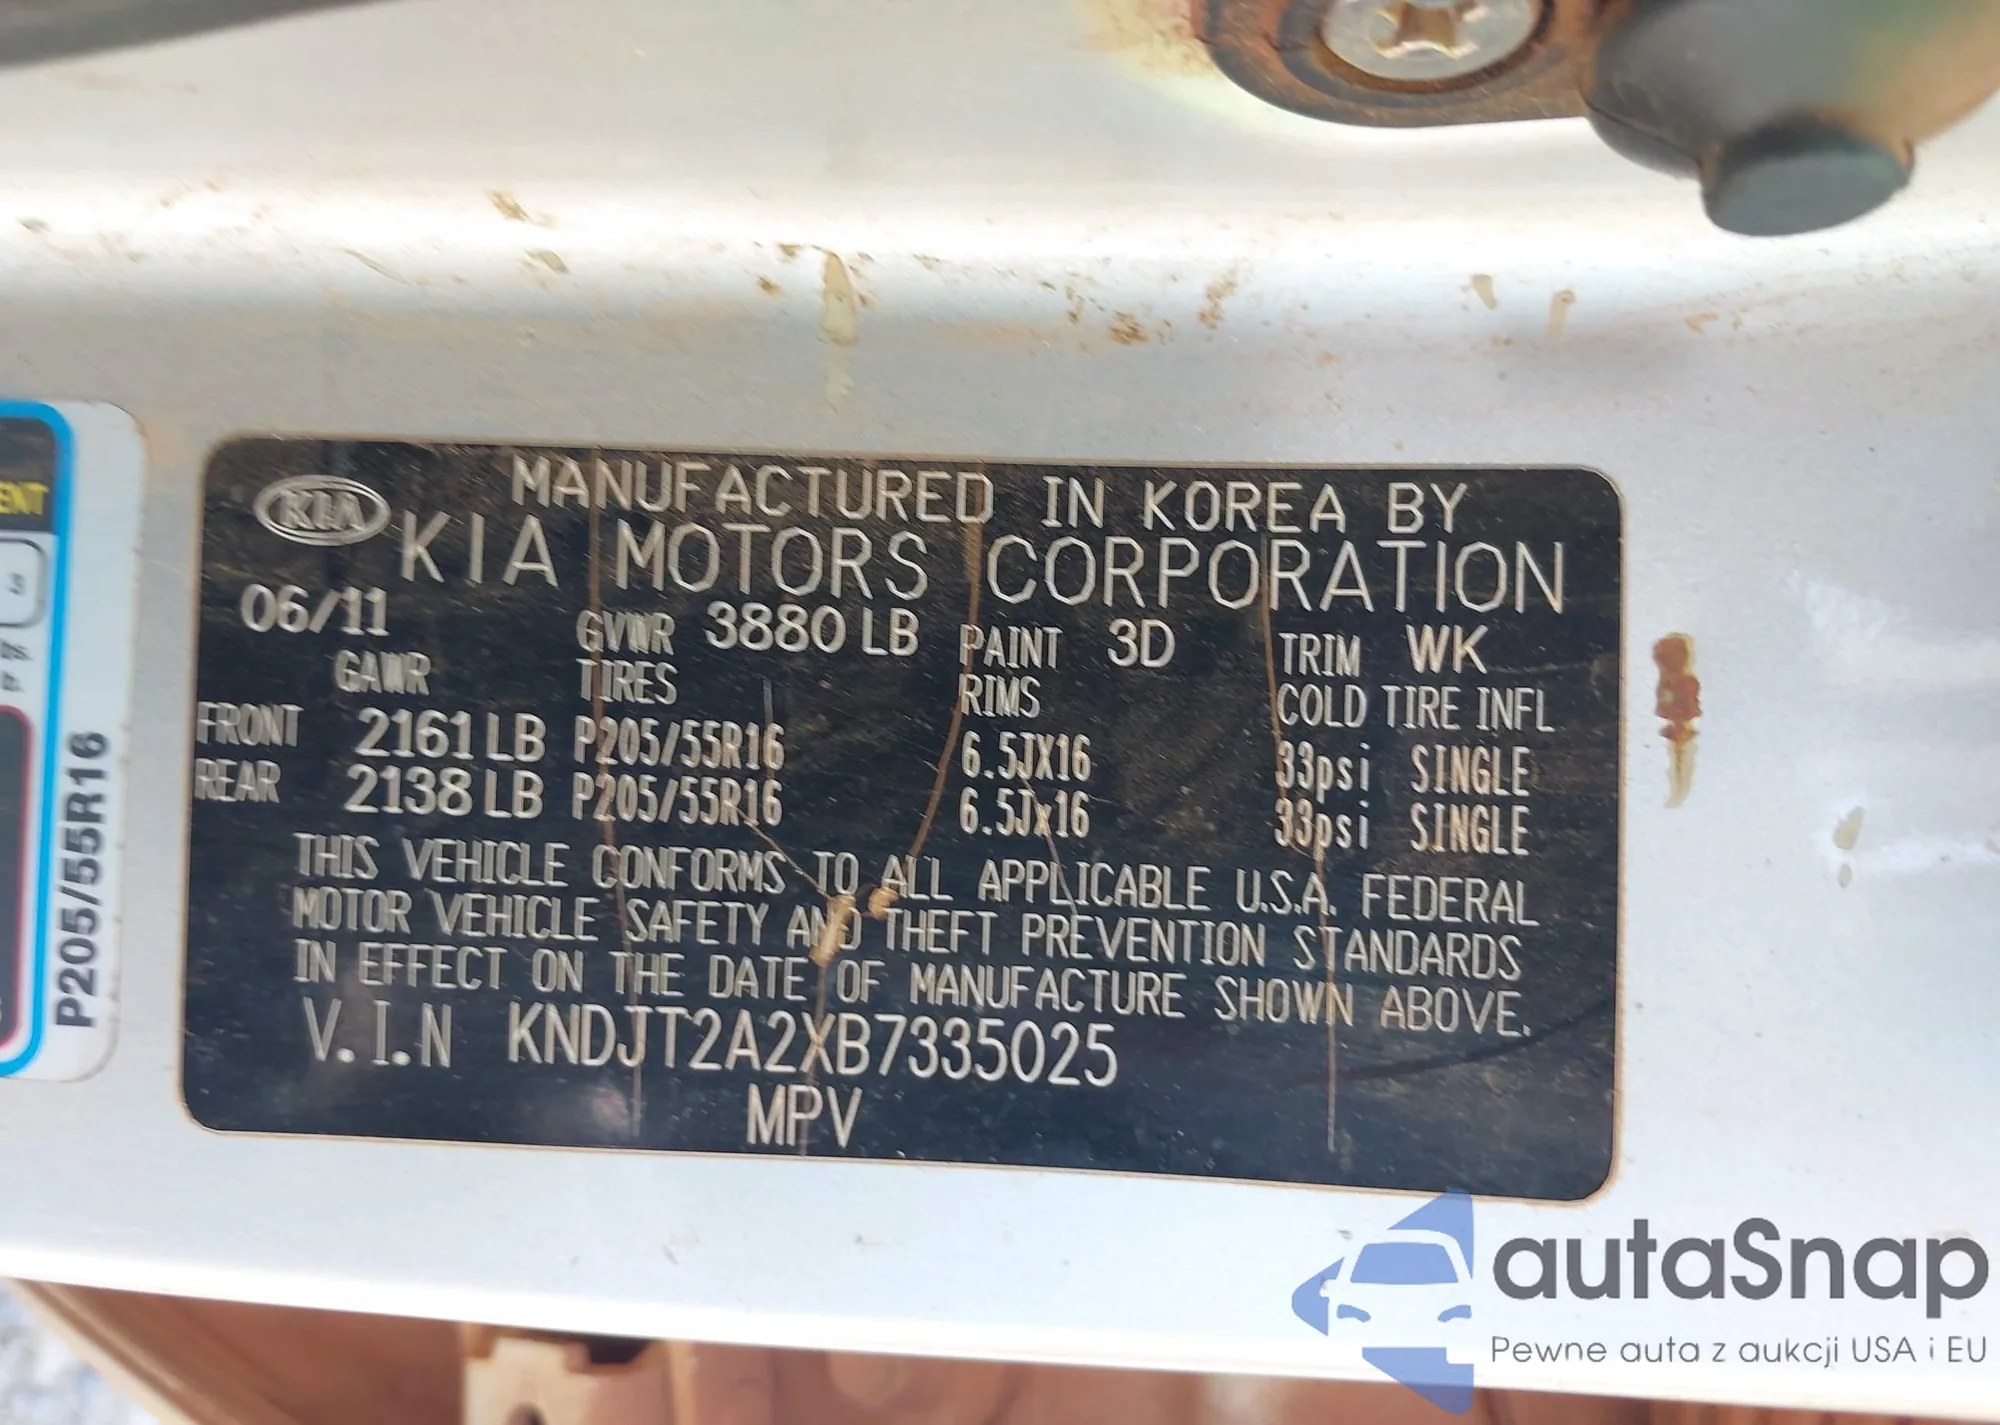 KIA
MANUFACTURED IN KOREA BY
KIA MOTORS CORPORATION
06/11 GVWR 3880 LB PAINT 3D TRIM WK
GAWR TIRES RIMS COLD TIRE INFL
FRONT 2161 LB P205/55R16 6.5JX16 33psi SINGLE
REAR 2138 LB P205/55R16 6.5Jx16 33psi SINGLE
THIS VEHICLE CONFORMS TO ALL APPLICABLE U.S.A. FEDERAL
MOTOR VEHICLE SAFETY AND THEFT PREVENTION STANDARDS
IN EFFECT ON THE DATE OF MANUFACTURE SHOWN ABOVE.
V.I.N KNDJT2A2XB7335025
MPV
P205/55R16
ENT
3
autaSnap
Pewne auta z aukcji USA i EU